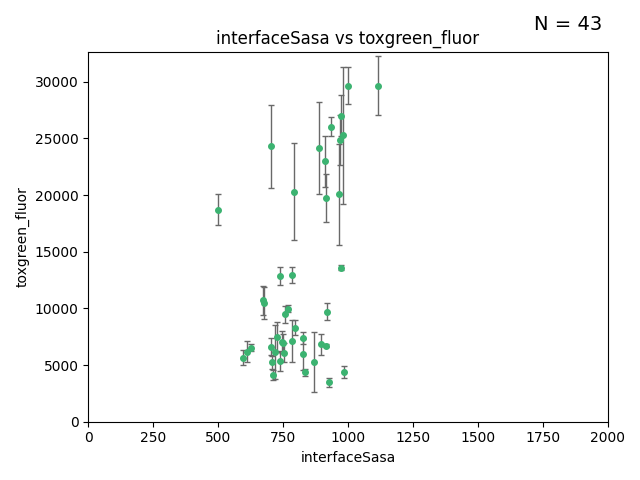 N = 43
interfaceSasa vs toxgreen_fluor
30000
25000
20000
15000
10000
5000
0
toxgreen_fluor
0 250 500 750 1000 1250 1500 1750 2000
interfaceSasa